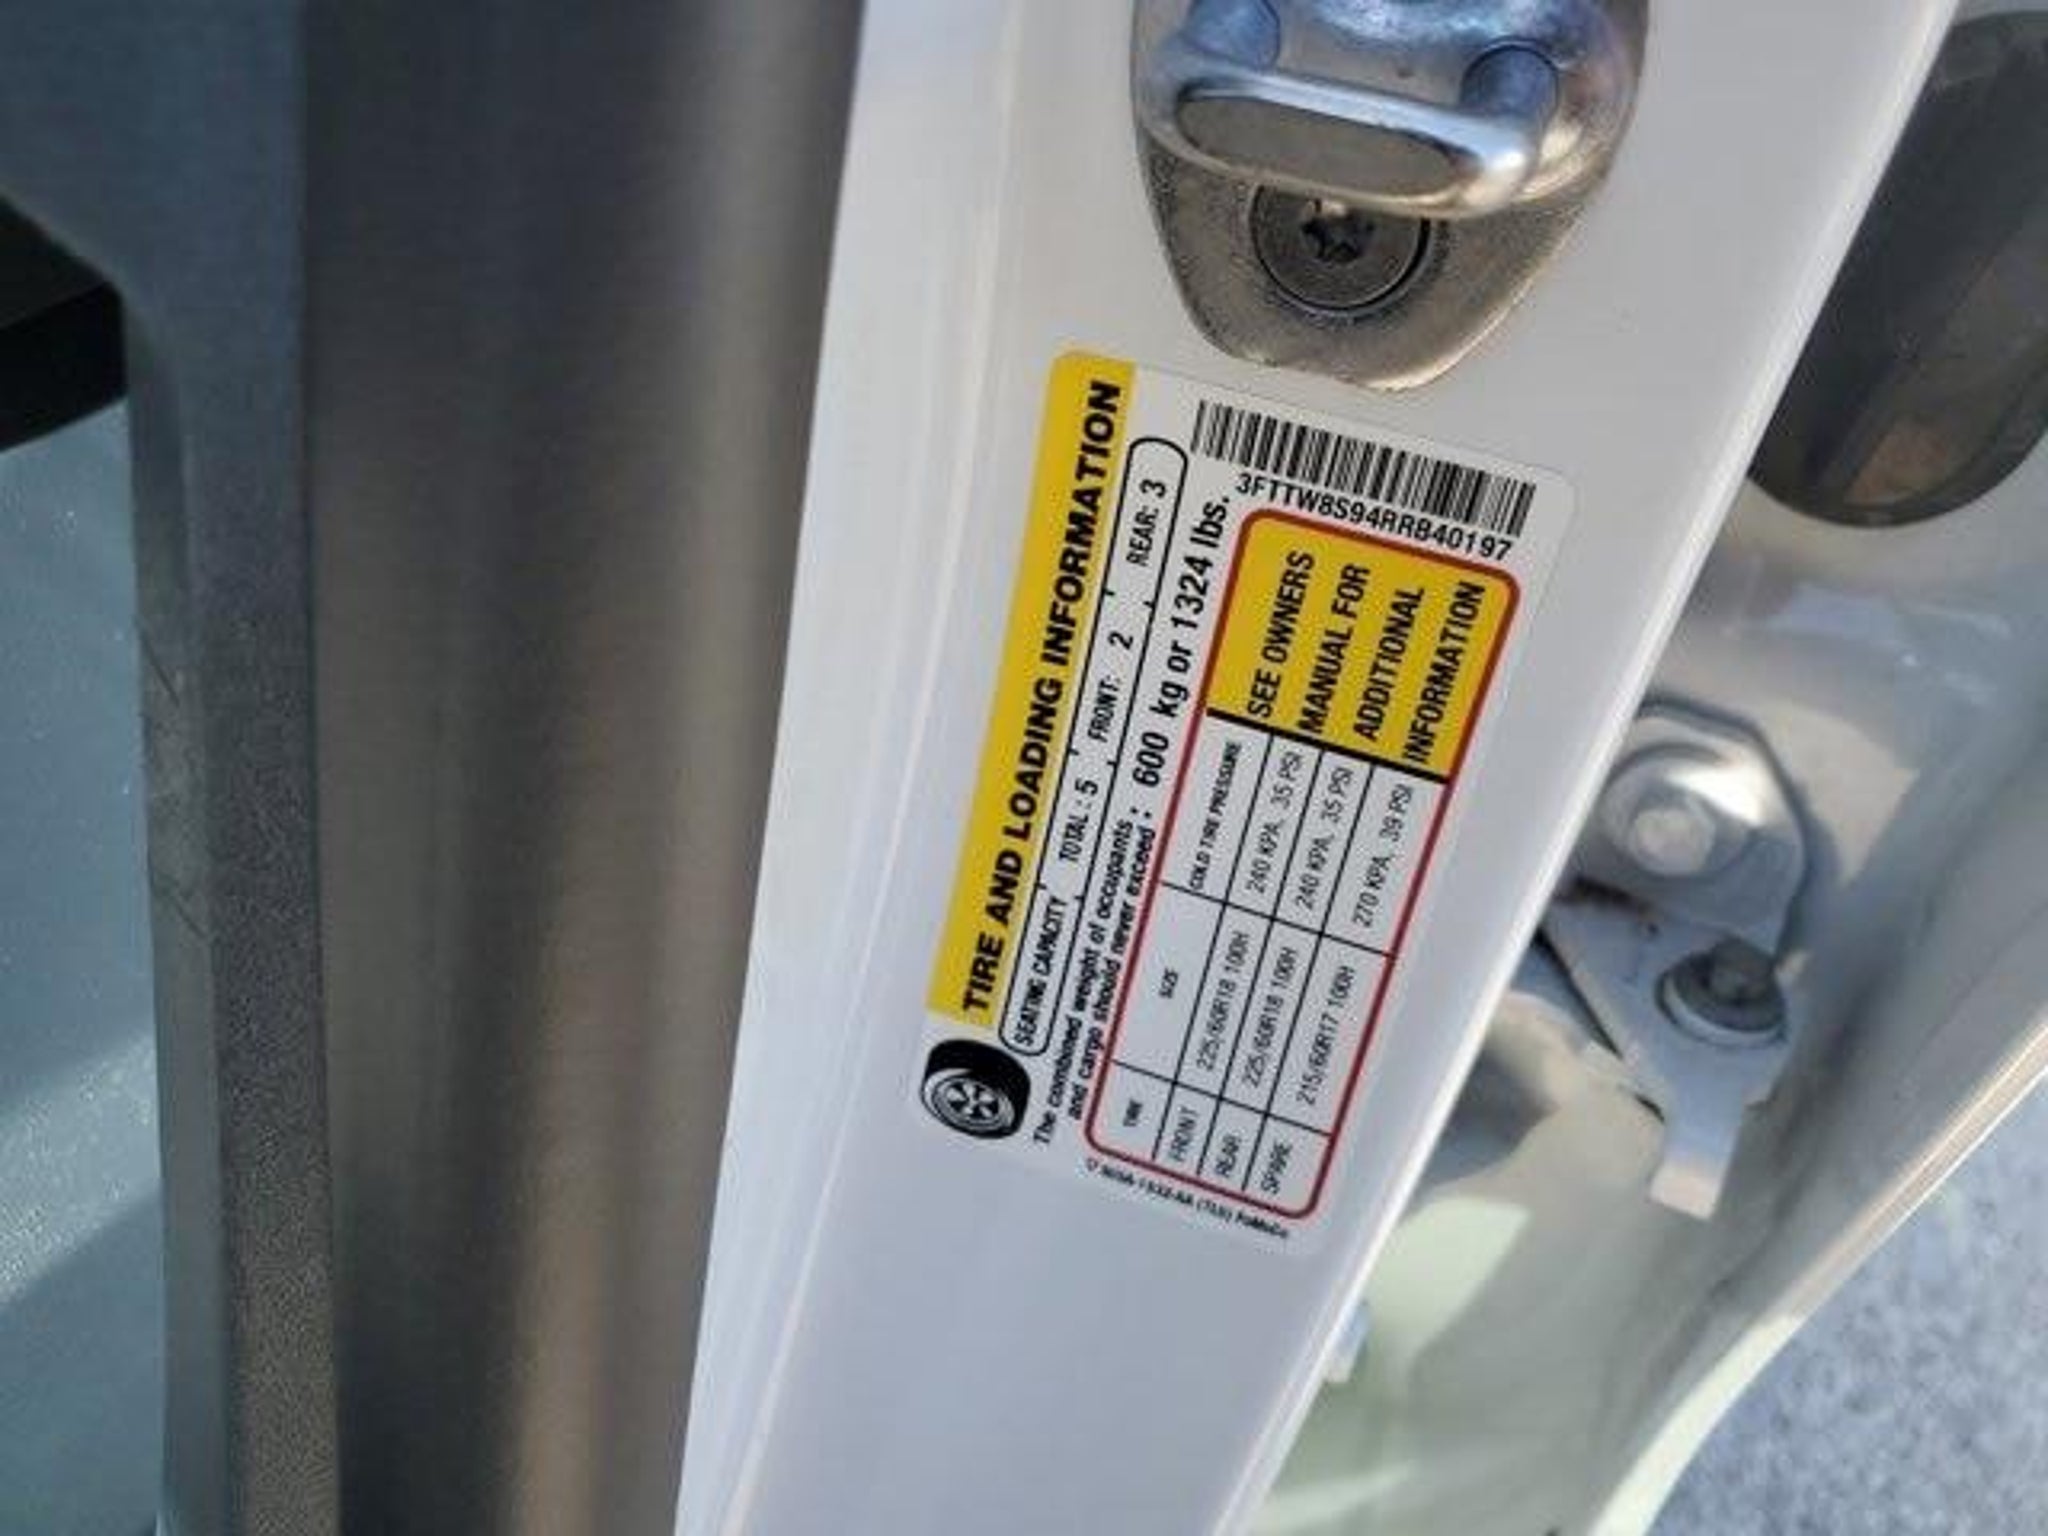 TIRE AND LOADING INFORMATION
SEATING CAPACITY TOTAL : 5 FRONT: 2 REAR: 3
The combined weight of occupants
and cargo should never exceed : 600 kg or 1324 lbs.
3FTTW8S94RRB40197
TIRE SIZE COLD TIRE PRESSURE
FRONT 225/60R18 100H 240 KPA, 35 PSI
REAR 225/60R18 100H 240 KPA, 35 PSI
SPARE 215/60R17 100H 270 KPA, 39 PSI
SEE OWNERS
MANUAL FOR
ADDITIONAL
INFORMATION